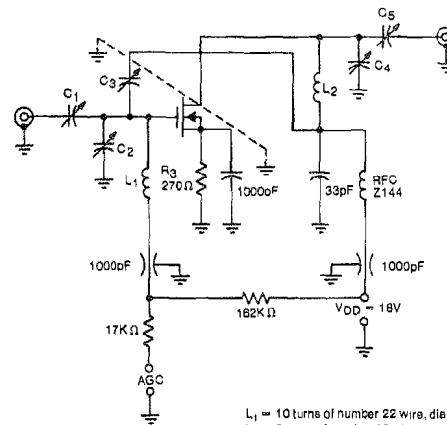 C5
C3
C4
C1
L2
C2
R3
270Ω
1000pF
33pF
RFC
Z144
L1
1000pF
1000pF
162KΩ
VDD = 18V
17KΩ
AGC
L1 = 10 turns of number 22 wire, dia